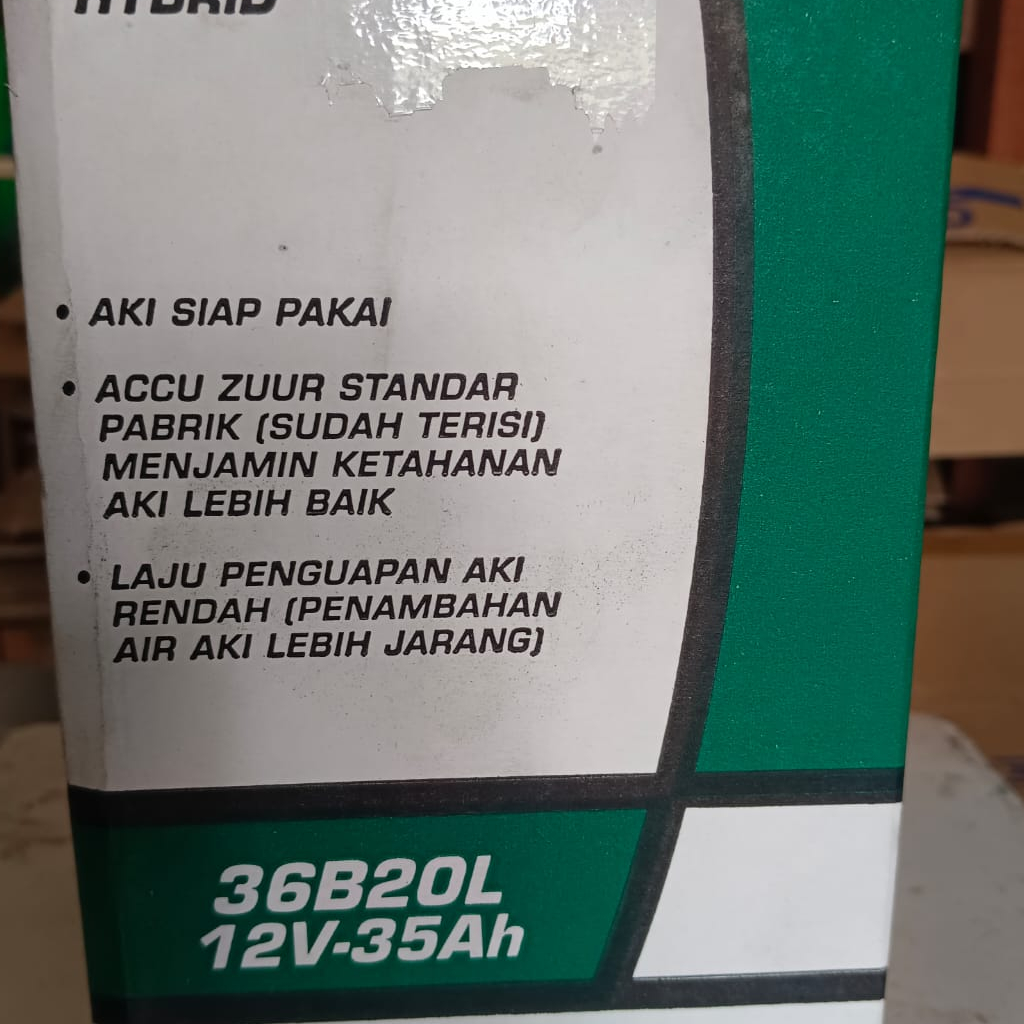 HYBRID
• AKI SIAP PAKAI
• ACCU ZUUR STANDAR
PABRIK (SUDAH TERISI)
MENJAMIN KETAHANAN
AKI LEBIH BAIK
• LAJU PENGUAPAN AKI
RENDAH (PENAMBAHAN
AIR AKI LEBIH JARANG)
36B20L
12V-35Ah